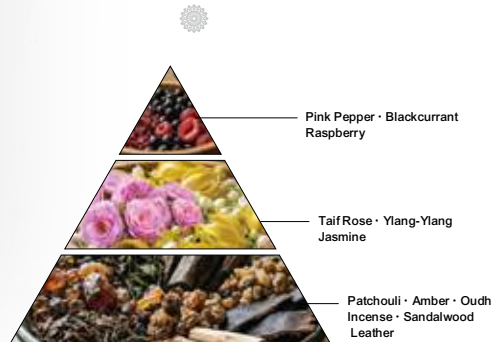 Pink Pepper · Blackcurrant
Raspberry
Taif Rose · Ylang-Ylang
Jasmine
Patchouli · Amber · Oudh
Incense · Sandalwood
Leather